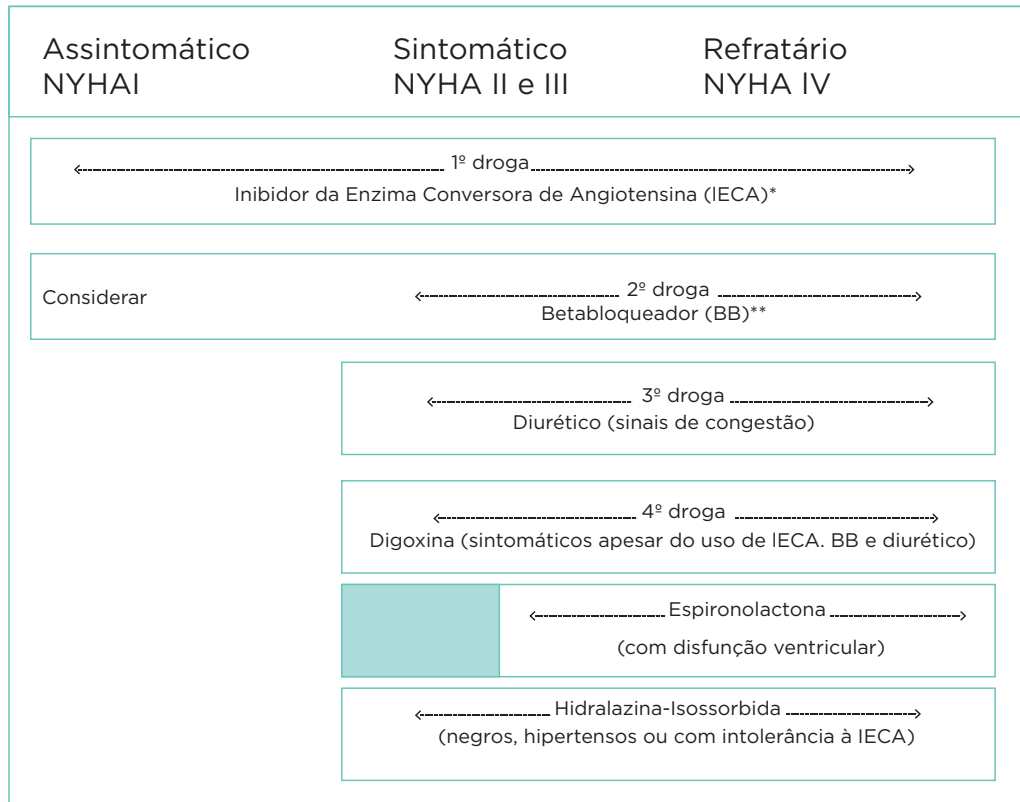 Assintomático Sintomático Refratário
NYHAI NYHA II e III NYHA IV
1º droga
Inibidor da Enzima Conversora de Angiotensina (IECA)*
Considerar 2º droga
Betabloqueador (BB)**
3º droga
Diurético (sinais de congestão)
4º droga
Digoxina (sintomáticos apesar do uso de IECA. BB e diurético)
Espironolactona
(com disfunção ventricular)
Hidralazina-Isossorbida
(negros, hipertensos ou com intolerância à IECA)